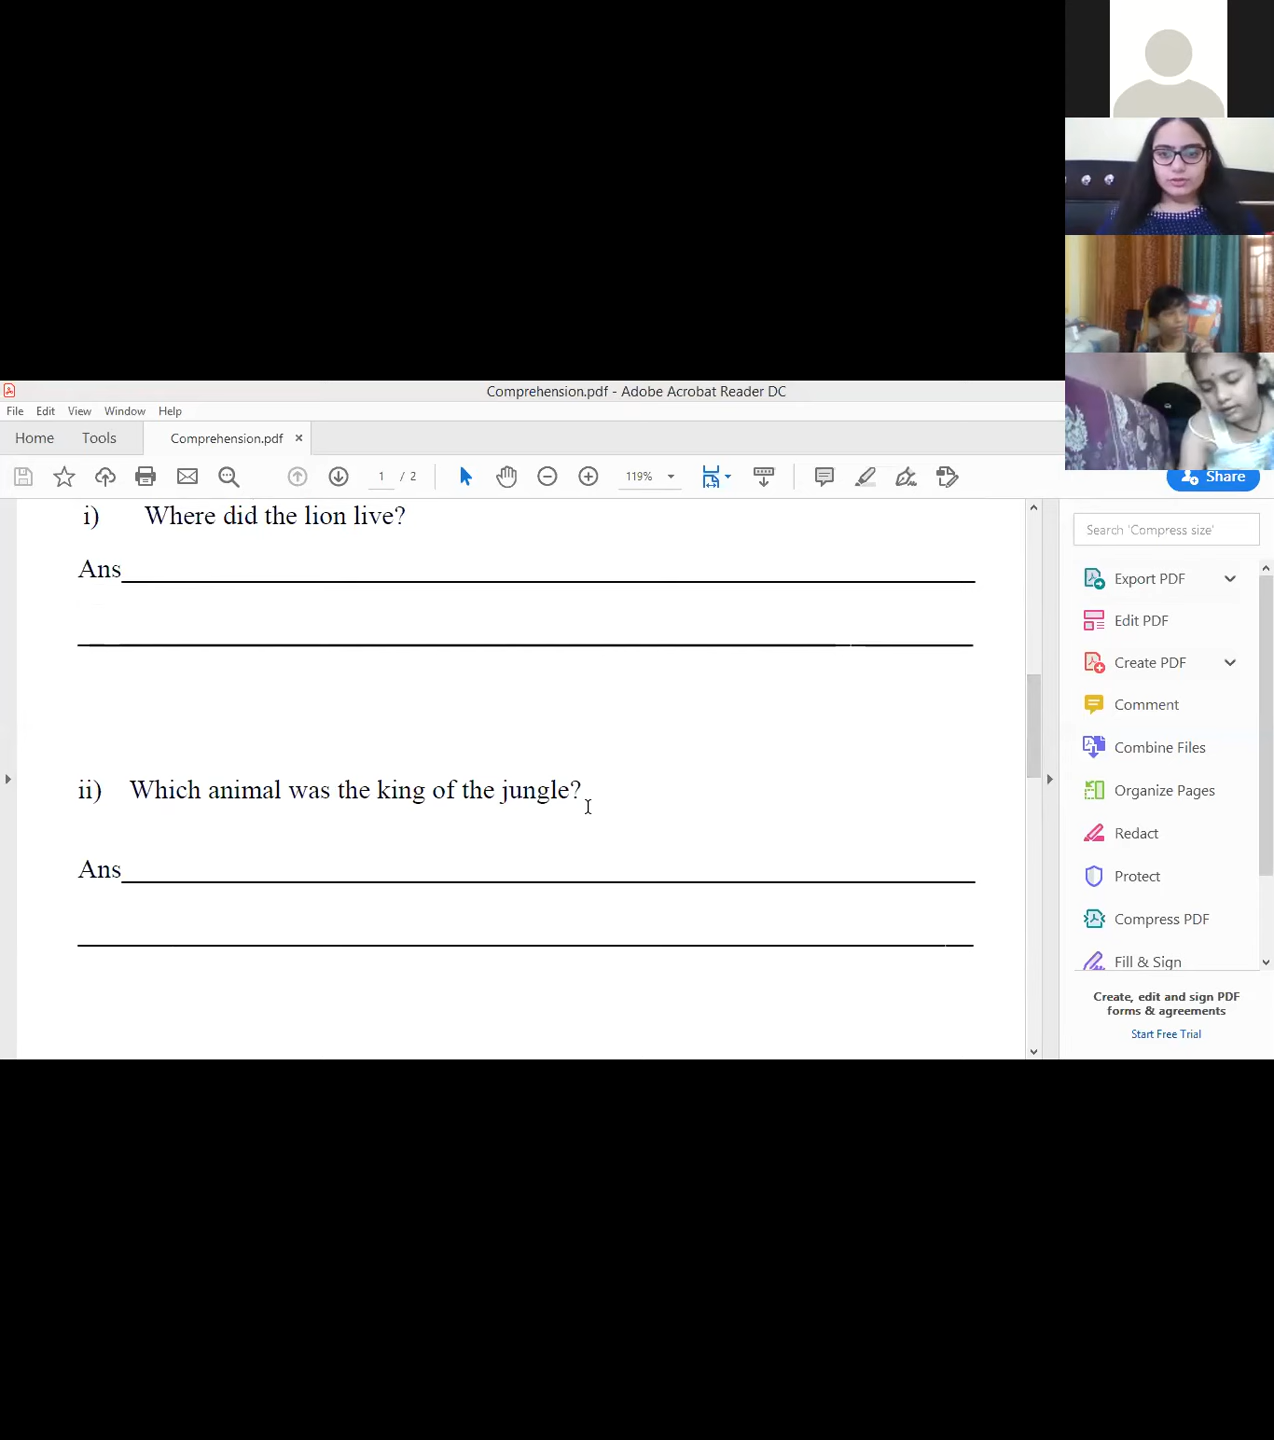 Comprehension.pdf - Adobe Acrobat Reader DC
File Edit View Window Help
Home Tools Comprehension.pdf ×
1 / 2 119% Share
i) Where did the lion live?
Ans
ii) Which animal was the king of the jungle?
Ans
Search 'Compress size'
Export PDF
Edit PDF
Create PDF
Comment
Combine Files
Organize Pages
Redact
Protect
Compress PDF
Fill & Sign
Create, edit and sign PDF
forms & agreements
Start Free Trial